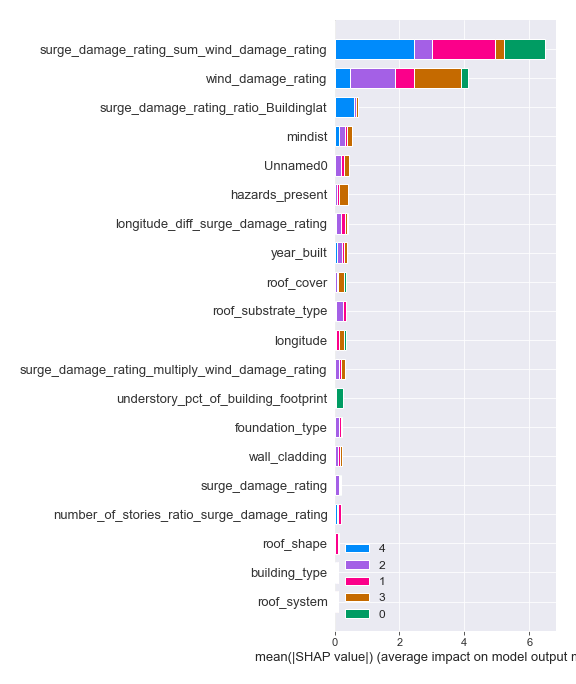 surge_damage_rating_sum_wind_damage_rating
wind_damage_rating
surge_damage_rating_ratio_Buildinglat
mindist
Unnamed0
hazards_present
longitude_diff_surge_damage_rating
year_built
roof_cover
roof_substrate_type
longitude
surge_damage_rating_multiply_wind_damage_rating
understory_pct_of_building_footprint
foundation_type
wall_cladding
surge_damage_rating
number_of_stories_ratio_surge_damage_rating
roof_shape
building_type
roof_system
4
2
1
3
0
0 2 4 6
mean(|SHAP value|) (average impact on model output m